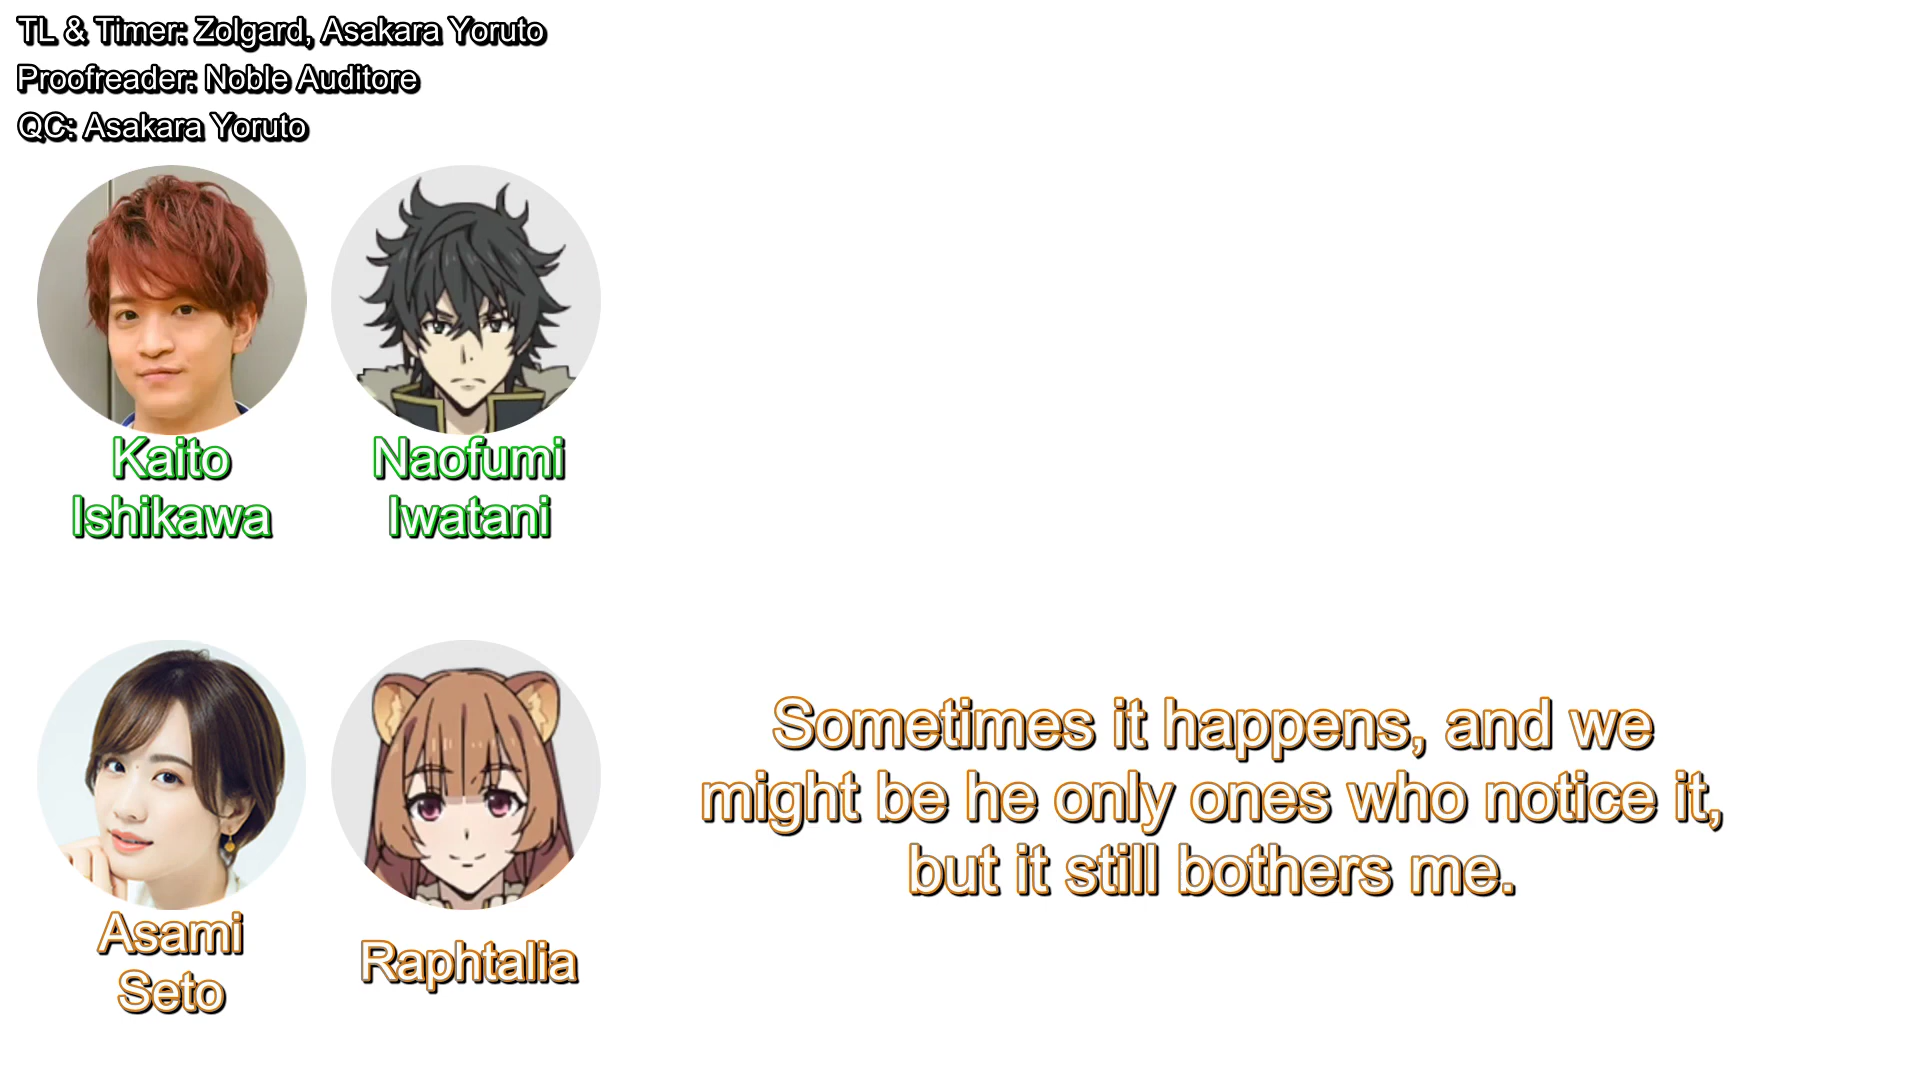 TL & Timer: Zolgard, Asakara Yoruto
Proofreader: Noble Auditore
QC: Asakara Yoruto
Kaito
Ishikawa
Naofumi
Iwatani
Asami
Seto
Raphtalia
Sometimes it happens, and we
might be he only ones who notice it,
but it still bothers me.